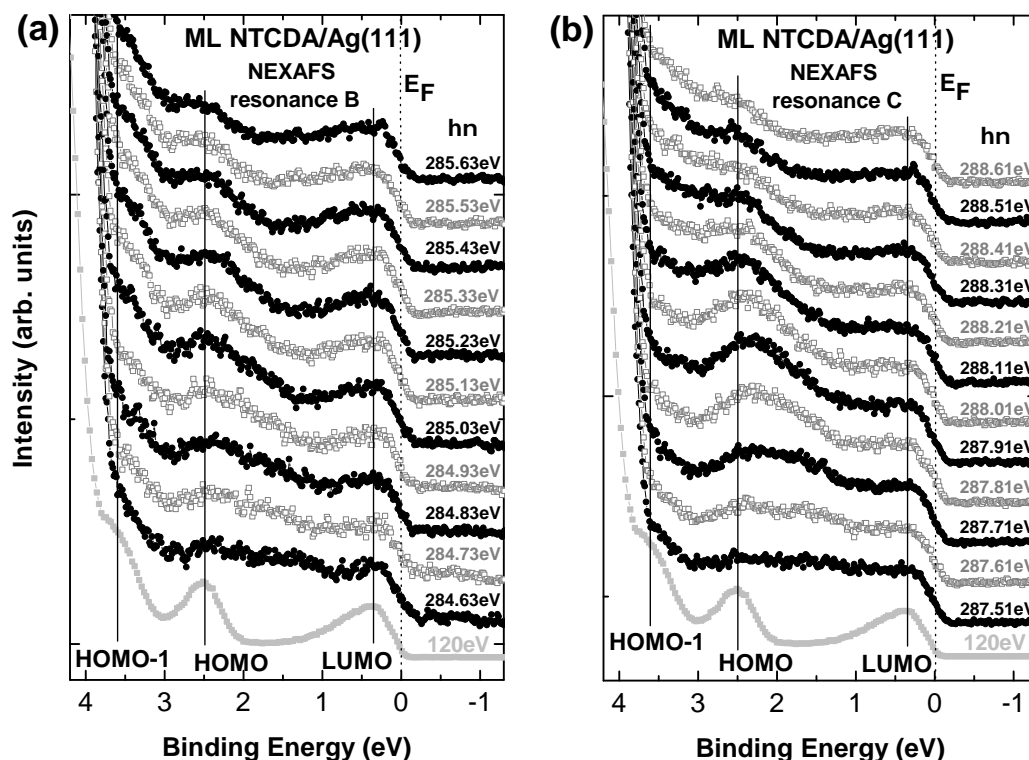 (a)
ML NTCDA/Ag(111)
NEXAFS
resonance B
EF
hn
285.63eV
285.53eV
285.43eV
285.33eV
285.23eV
285.13eV
285.03eV
284.93eV
284.83eV
284.73eV
284.63eV
120eV
HOMO-1
HOMO
LUMO
4 3 2 1 0 -1
Binding Energy (eV)
Intensity (arb. units)
(b)
ML NTCDA/Ag(111)
NEXAFS
resonance C
EF
hn
288.61eV
288.51eV
288.41eV
288.31eV
288.21eV
288.11eV
288.01eV
287.91eV
287.81eV
287.71eV
287.61eV
287.51eV
120eV
HOMO-1
HOMO
LUMO
4 3 2 1 0 -1
Binding Energy (eV)